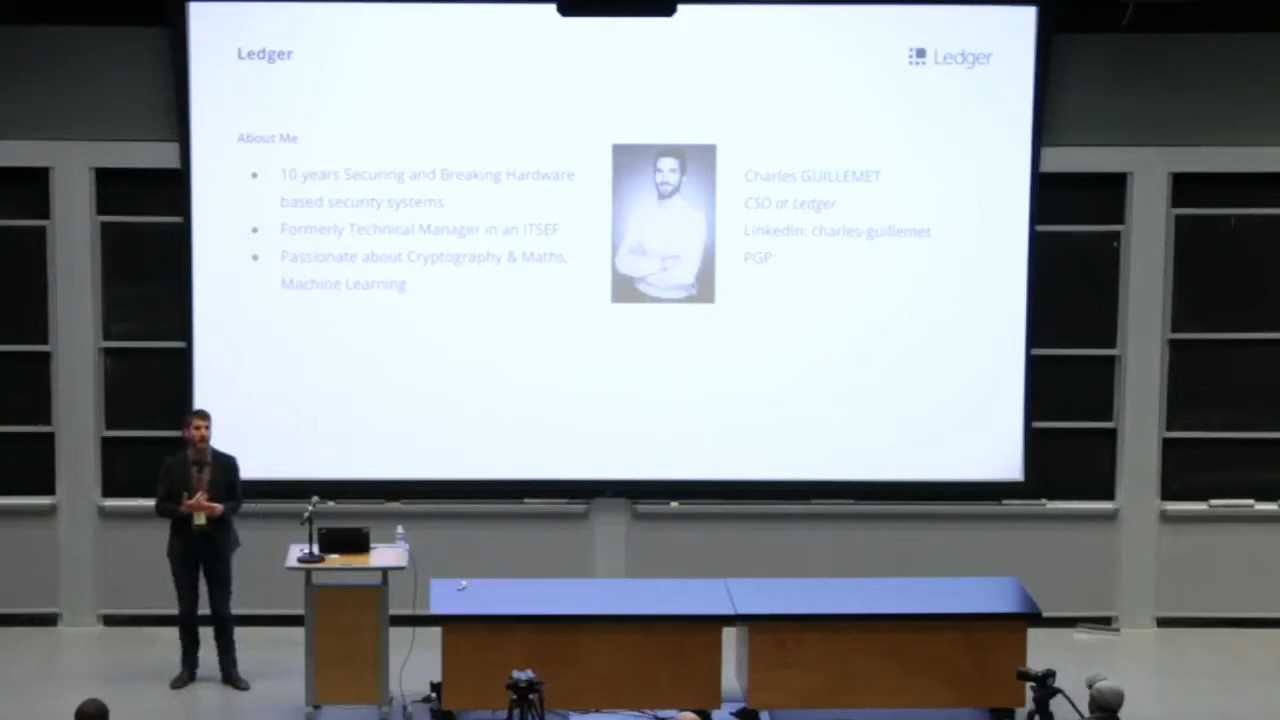 Ledger
Ledger
About Me
10 years Securing and Breaking Hardware
based security systems
Formerly Technical Manager in an ITSEF
Passionate about Cryptography & Maths,
Machine Learning
Charles GUILLEMET
CSO at Ledger
LinkedIn: charles-guillemet
PGP: